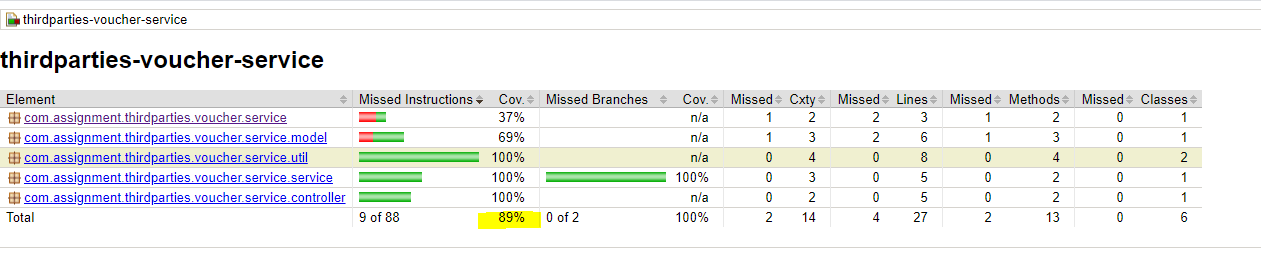 thirdparties-voucher-service
thirdparties-voucher-service
Element Missed Instructions Cov. Missed Branches Cov. Missed Cxty Missed Lines Missed Methods Missed Classes
com.assignment.thirdparties.voucher.service 37% n/a 1 2 2 3 1 2 0 1
com.assignment.thirdparties.voucher.service.model 69% n/a 1 3 2 6 1 3 0 1
com.assignment.thirdparties.voucher.service.util 100% n/a 0 4 0 8 0 4 0 2
com.assignment.thirdparties.voucher.service.service 100% 100% 0 3 0 5 0 2 0 1
com.assignment.thirdparties.voucher.service.controller 100% n/a 0 2 0 5 0 2 0 1
Total 9 of 88 89% 0 of 2 100% 2 14 4 27 2 13 0 6